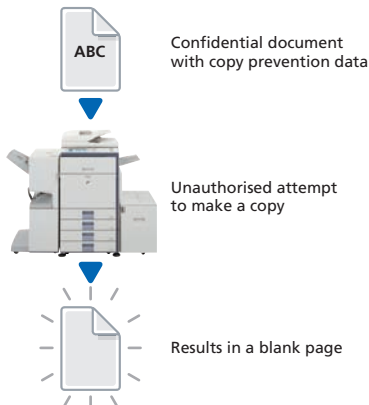 ABC
Confidential document
with copy prevention data
Unauthorised attempt
to make a copy
Results in a blank page